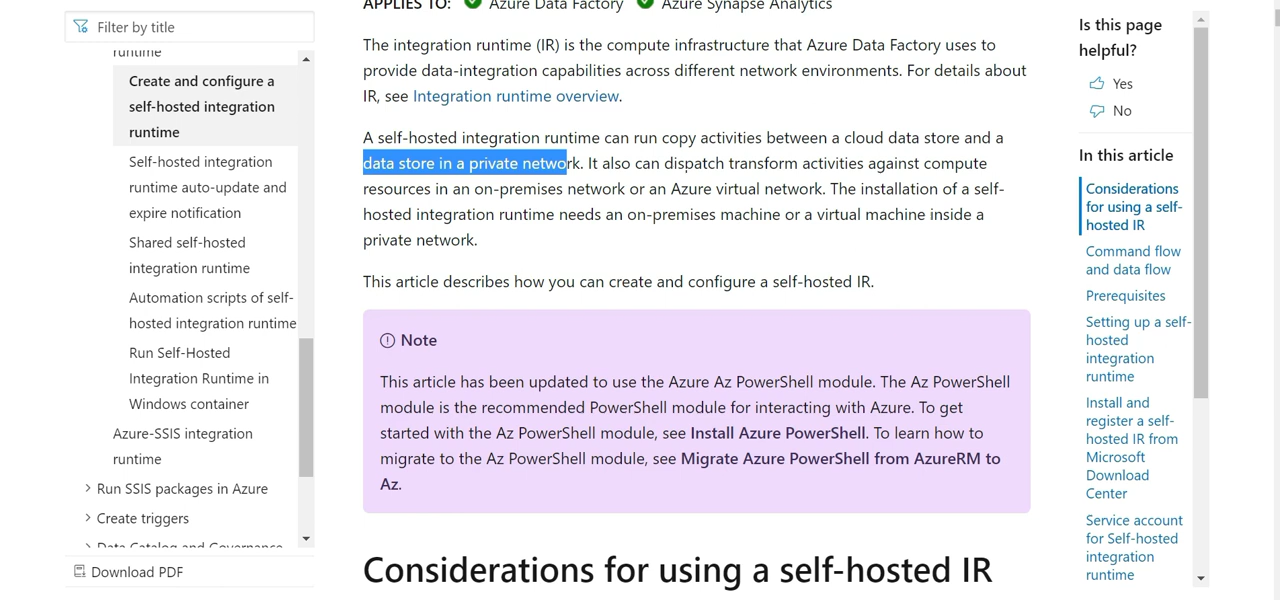 APPLIES TO: Azure Data Factory Azure Synapse Analytics
Filter by title
runtime
Create and configure a
self-hosted integration
runtime
Self-hosted integration
runtime auto-update and
expire notification
Shared self-hosted
integration runtime
Automation scripts of self-
hosted integration runtime
Run Self-Hosted
Integration Runtime in
Windows container
Azure-SSIS integration
runtime
Run SSIS packages in Azure
Create triggers
Data Catalog and Governance
Download PDF
The integration runtime (IR) is the compute infrastructure that Azure Data Factory uses to
provide data-integration capabilities across different network environments. For details about
IR, see Integration runtime overview.
A self-hosted integration runtime can run copy activities between a cloud data store and a
data store in a private network. It also can dispatch transform activities against compute
resources in an on-premises network or an Azure virtual network. The installation of a self-
hosted integration runtime needs an on-premises machine or a virtual machine inside a
private network.
This article describes how you can create and configure a self-hosted IR.
Note
This article has been updated to use the Azure Az PowerShell module. The Az PowerShell
module is the recommended PowerShell module for interacting with Azure. To get
started with the Az PowerShell module, see Install Azure PowerShell. To learn how to
migrate to the Az PowerShell module, see Migrate Azure PowerShell from AzureRM to
Az.
Considerations for using a self-hosted IR
Is this page
helpful?
Yes
No
In this article
Considerations
for using a self-
hosted IR
Command flow
and data flow
Prerequisites
Setting up a self-
hosted
integration
runtime
Install and
register a self-
hosted IR from
Microsoft
Download
Center
Service account
for Self-hosted
integration
runtime